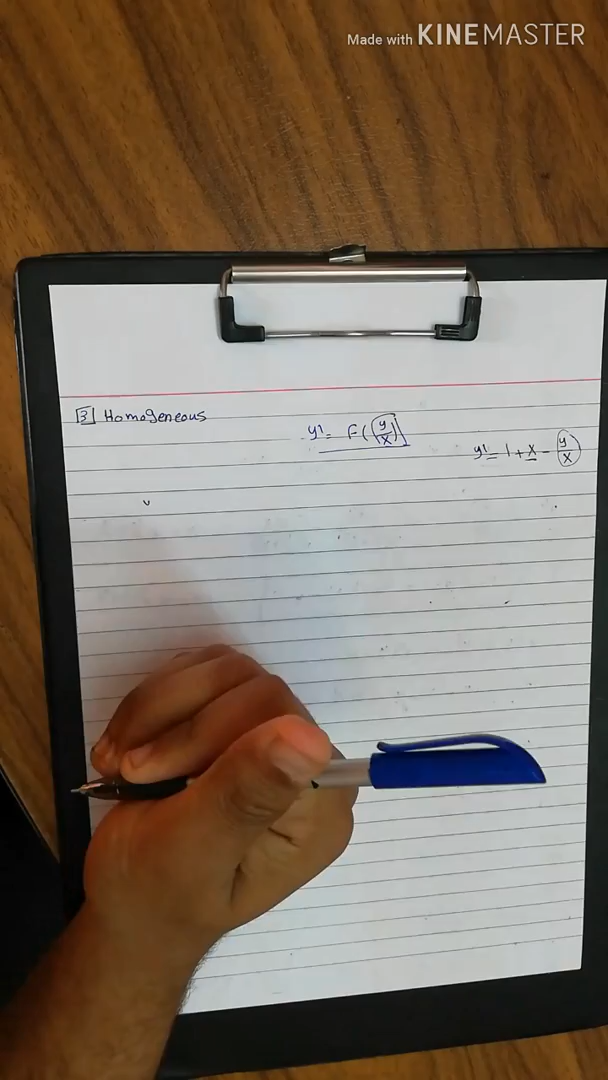 Made with KINEMASTER
[3] Homogeneous
y' = F(y/x)
y' = 1 + x - y/x